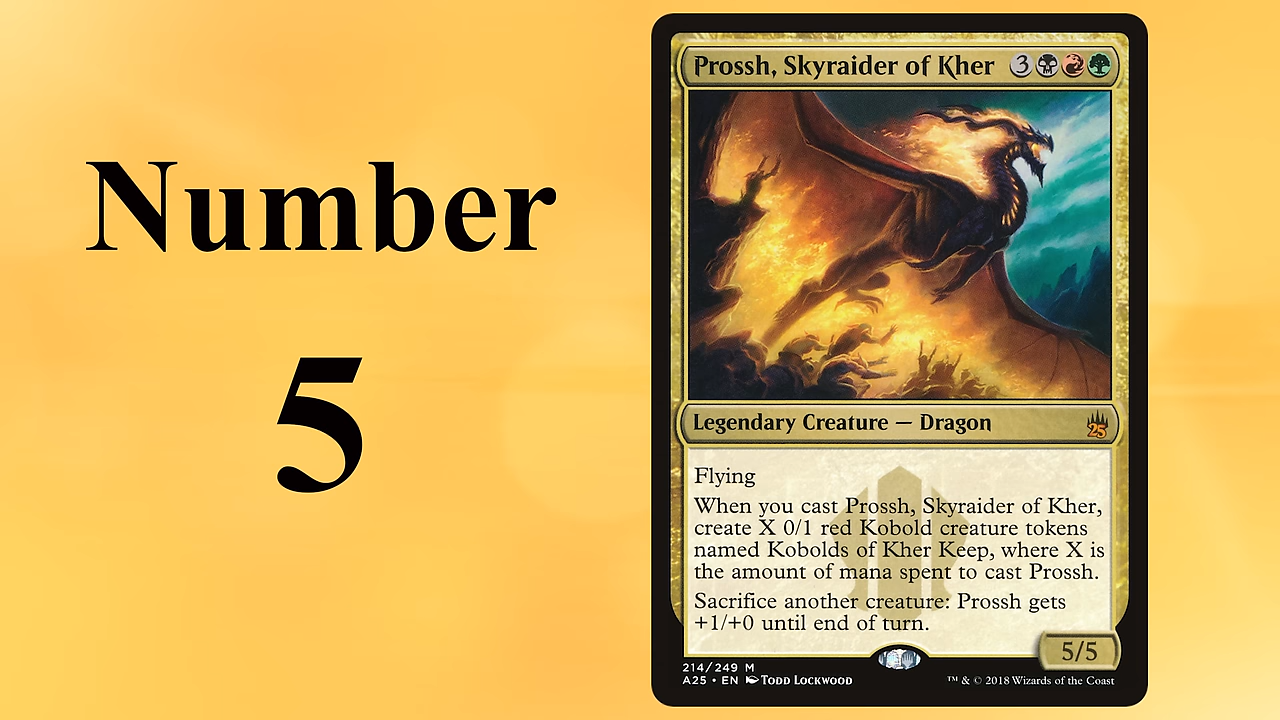 Number
5
Prossh, Skyraider of Kher 3
Legendary Creature — Dragon
25
Flying
When you cast Prossh, Skyraider of Kher,
create X 0/1 red Kobold creature tokens
named Kobolds of Kher Keep, where X is
the amount of mana spent to cast Prossh.
Sacrifice another creature: Prossh gets
+1/+0 until end of turn.
5/5
214/249 M
A25 • EN Todd Lockwood
™ & © 2018 Wizards of the Coast